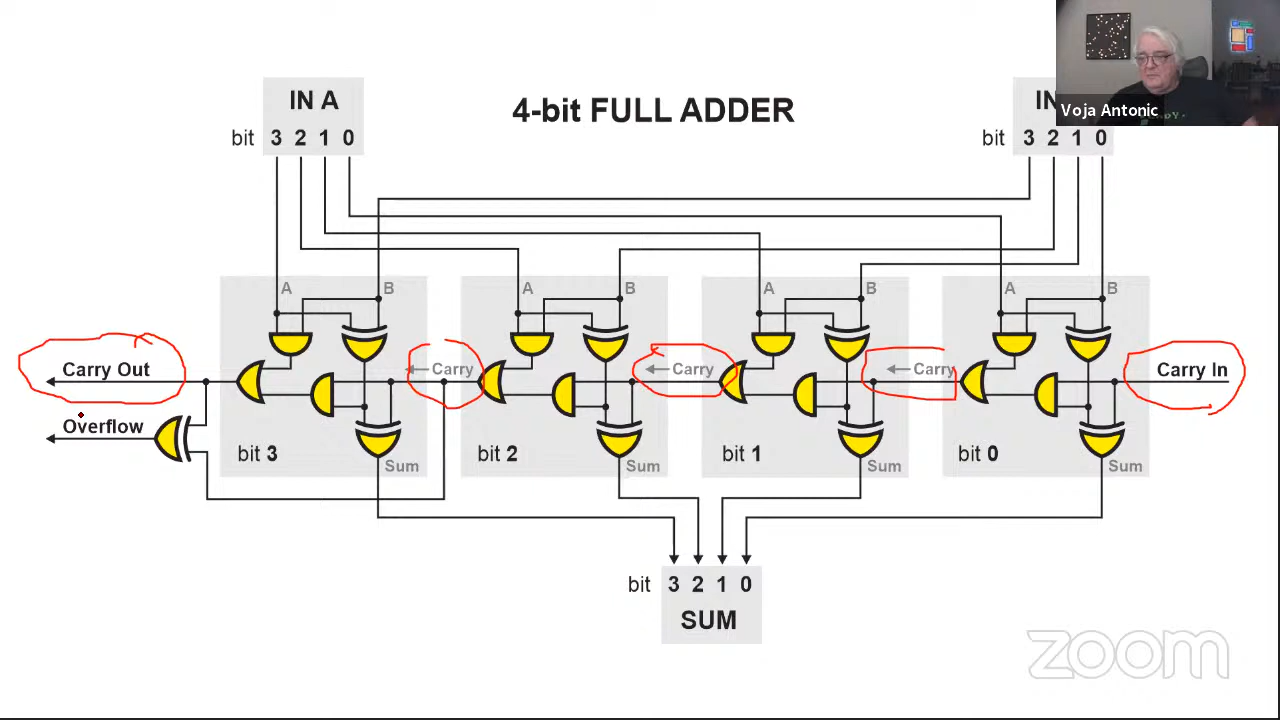 Voja Antonic
IN A
4-bit FULL ADDER
IN
bit 3 2 1 0
bit 3 2 1 0
A B
A B
A B
A B
Carry Out
Carry
Carry
Carry
Carry In
Overflow
bit 3
bit 2
bit 1
bit 0
Sum
Sum
Sum
Sum
bit 3 2 1 0
SUM
zoom